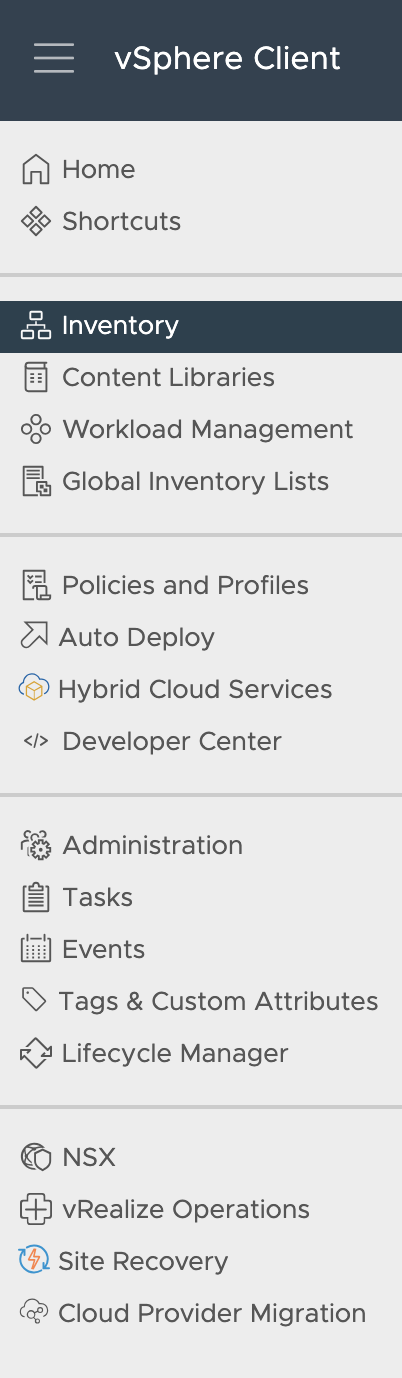 vSphere Client
Home
Shortcuts
Inventory
Content Libraries
Workload Management
Global Inventory Lists
Policies and Profiles
Auto Deploy
Hybrid Cloud Services
Developer Center
Administration
Tasks
Events
Tags & Custom Attributes
Lifecycle Manager
NSX
vRealize Operations
Site Recovery
Cloud Provider Migration